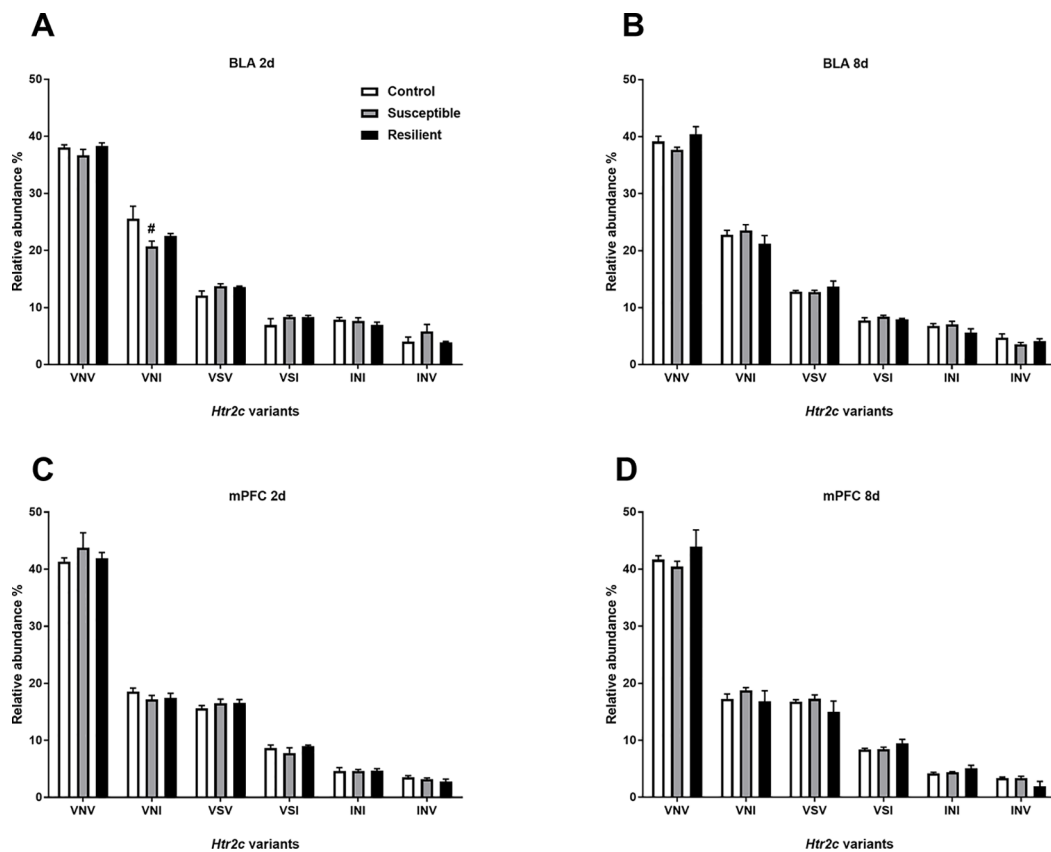 A
BLA 2d
Relative abundance %
50
40
30
20
10
0
#
Control
Susceptible
Resilient
VNV VNI VSV VSI INI INV
Htr2c variants
B
BLA 8d
Relative abundance %
50
40
30
20
10
0
VNV VNI VSV VSI INI INV
Htr2c variants
C
mPFC 2d
Relative abundance %
50
40
30
20
10
0
VNV VNI VSV VSI INI INV
Htr2c variants
D
mPFC 8d
Relative abundance %
50
40
30
20
10
0
VNV VNI VSV VSI INI INV
Htr2c variants